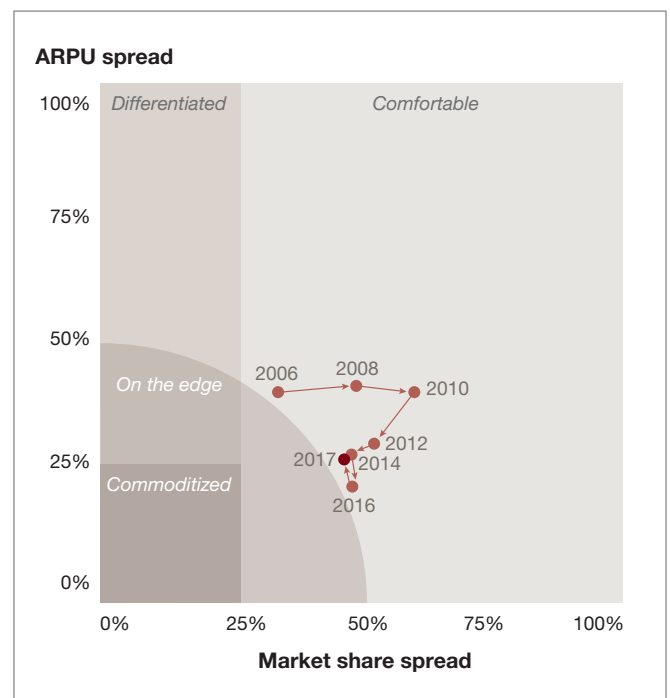 ARPU spread
100%
Differentiated
Comfortable
75%
50%
2006
2008
2010
On the edge
2012
25%
2017
2014
Commoditized
2016
0%
0%
25%
50%
75%
100%
Market share spread